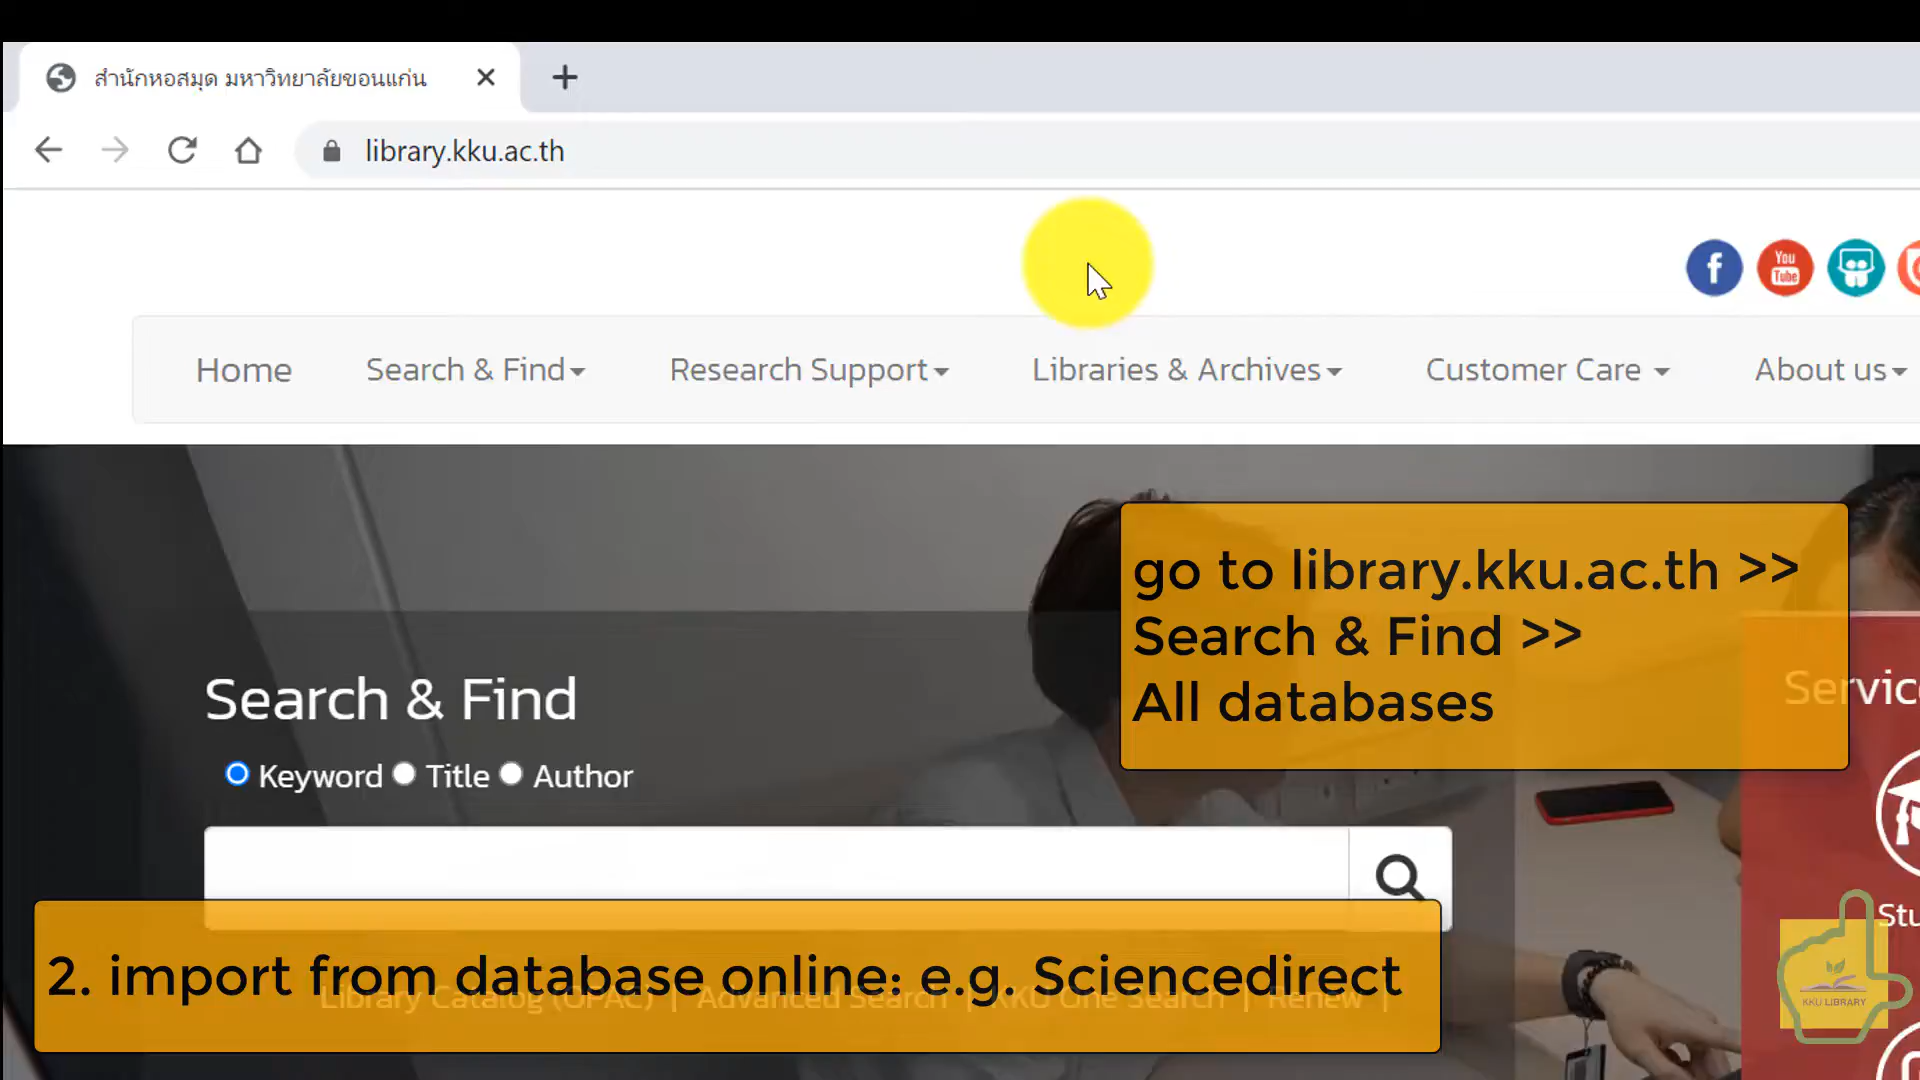 สำนักหอสมุด มหาวิทยาลัยขอนแก่น
library.kku.ac.th
You
Tube
Home Search & Find Research Support Libraries & Archives Customer Care About us
go to library.kku.ac.th >>
Search & Find >>
All databases
Search & Find
Keyword Title Author
2. import from database online: e.g. Sciencedirect
Library Catalog (OPAC) | Advanced Search | KKU One Search | Renew |
KKU LIBRARY